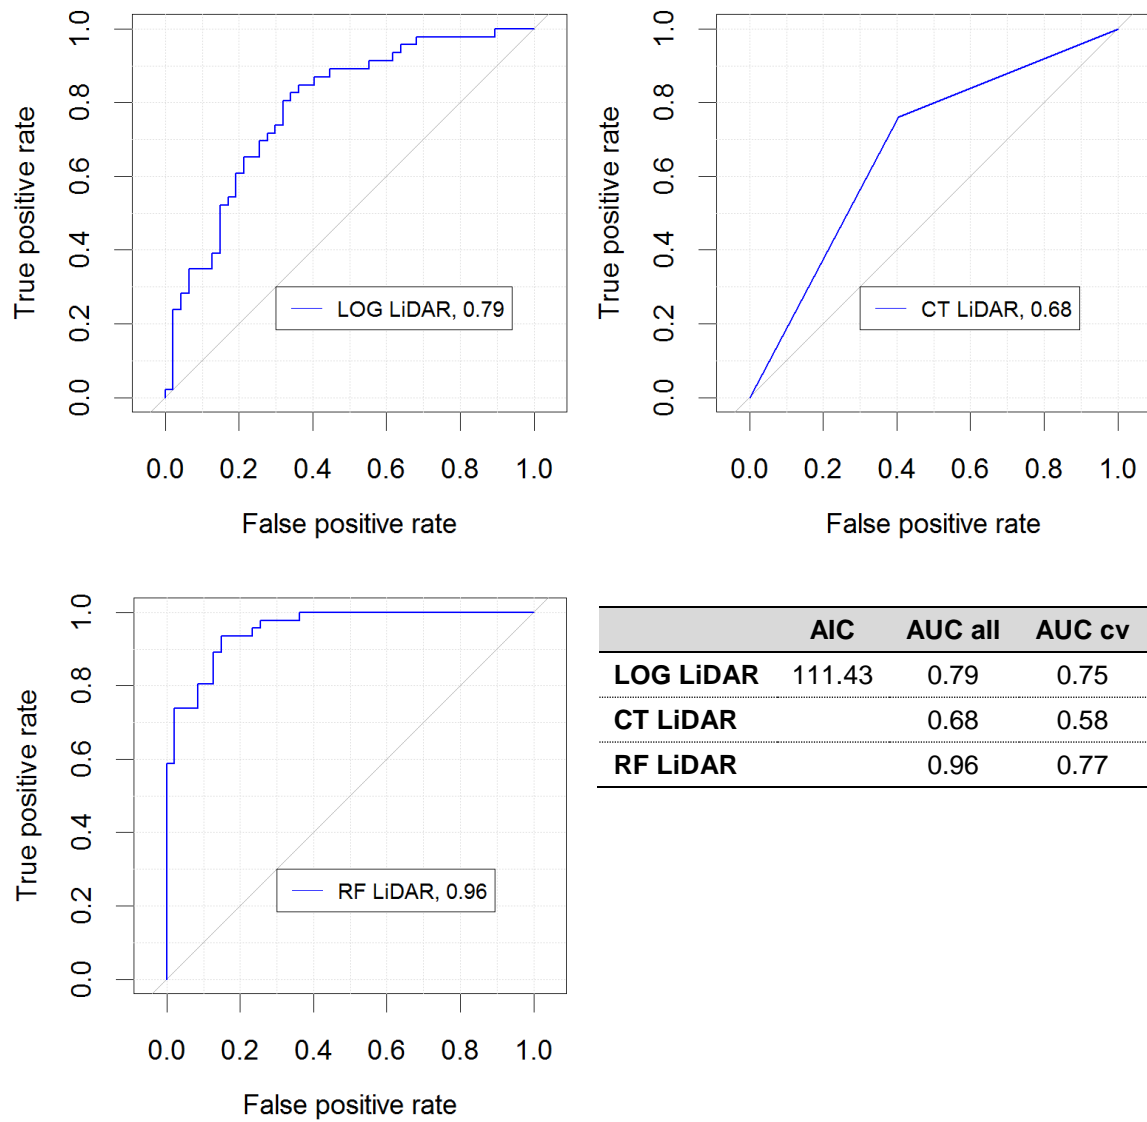 True positive rate
1.0
0.8
0.6
0.4
0.2
0.0
LOG LiDAR, 0.79
0.0 0.2 0.4 0.6 0.8 1.0
False positive rate
True positive rate
1.0
0.8
0.6
0.4
0.2
0.0
CT LiDAR, 0.68
0.0 0.2 0.4 0.6 0.8 1.0
False positive rate
True positive rate
1.0
0.8
0.6
0.4
0.2
0.0
RF LiDAR, 0.96
0.0 0.2 0.4 0.6 0.8 1.0
False positive rate
AIC AUC all AUC cv
LOG LiDAR 111.43 0.79 0.75
CT LiDAR 0.68 0.58
RF LiDAR 0.96 0.77